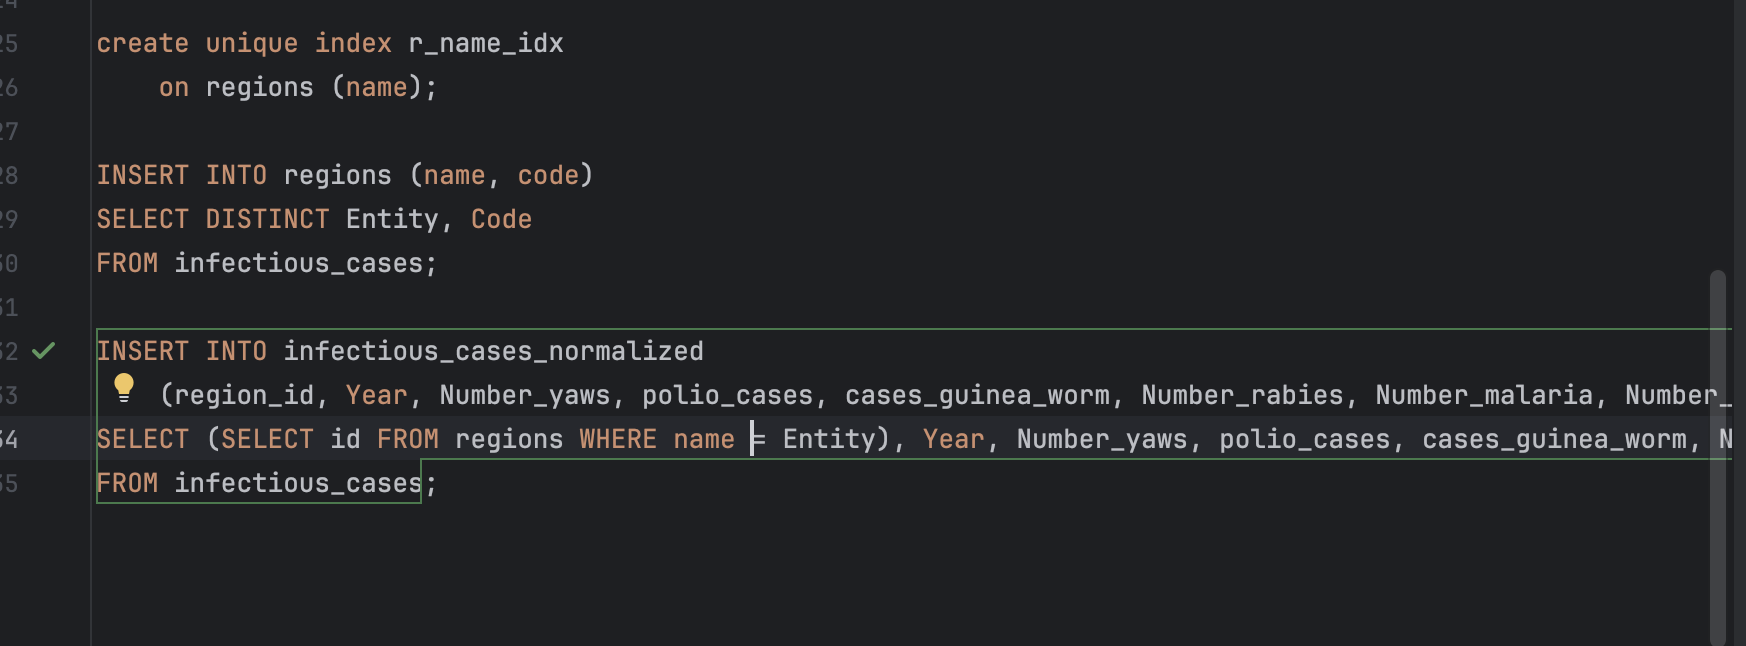 25 create unique index r_name_idx
26 on regions (name);
27
28 INSERT INTO regions (name, code)
29 SELECT DISTINCT Entity, Code
30 FROM infectious_cases;
31
32 INSERT INTO infectious_cases_normalized
33 (region_id, Year, Number_yaws, polio_cases, cases_guinea_worm, Number_rabies, Number_malaria, Number_
34 SELECT (SELECT id FROM regions WHERE name = Entity), Year, Number_yaws, polio_cases, cases_guinea_worm, N
35 FROM infectious_cases;